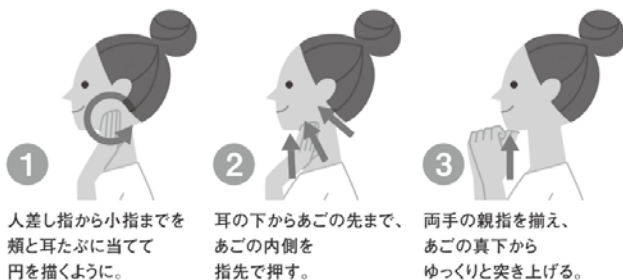 1
人差し指から小指までを
頬と耳たぶに当てて
円を描くように。
2
耳の下からあごの先まで、
あごの内側を
指先で押す。
3
両手の親指を揃え、
あごの真下から
ゆっくりと突き上げる。